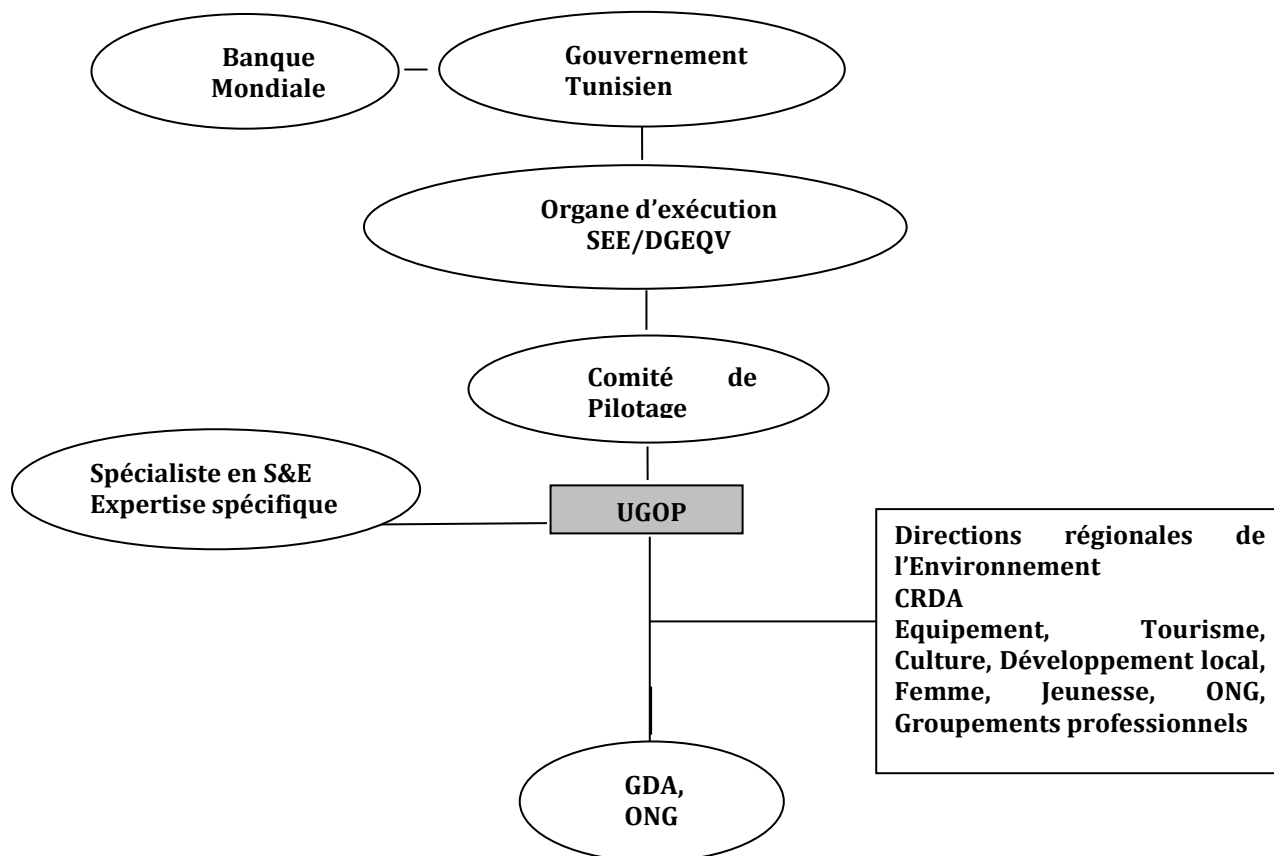 Banque
Mondiale
Gouvernement
Tunisien
Organe d’exécution
SEE/DGEQV
Comité de
Pilotage
Spécialiste en S&E
Expertise spécifique
UGOP
Directions régionales de
l’Environnement
CRDA
Equipement, Tourisme,
Culture, Développement local,
Femme, Jeunesse, ONG,
Groupements professionnels
GDA,
ONG